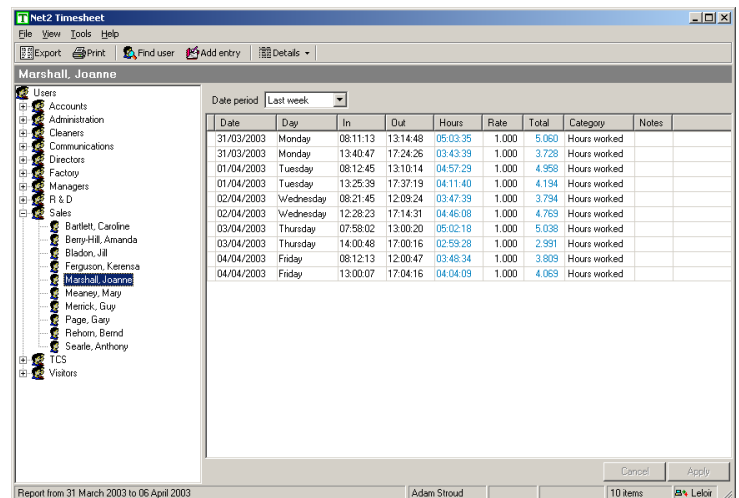 Net2 Timesheet
File View Tools Help
Export Print Find user Add entry Details
Marshall, Joanne
Users
Accounts
Administration
Cleaners
Communications
Directors
Factory
Managers
R & D
Sales
Bartlett, Caroline
Berry-Hill, Amanda
Bladon, Jill
Ferguson, Kerensa
Marshall, Joanne
Meaney, Mary
Merrick, Guy
Page, Gary
Rehorn, Bernd
Searle, Anthony
TCS
Visitors
Date period Last week
Date Day In Out Hours Rate Total Category Notes
31/03/2003 Monday 08:11:13 13:14:48 05:03:35 1.000 5.060 Hours worked
31/03/2003 Monday 13:40:47 17:24:26 03:43:39 1.000 3.728 Hours worked
01/04/2003 Tuesday 08:12:45 13:10:14 04:57:29 1.000 4.958 Hours worked
01/04/2003 Tuesday 13:25:39 17:37:19 04:11:40 1.000 4.194 Hours worked
02/04/2003 Wednesday 08:21:45 12:09:24 03:47:39 1.000 3.794 Hours worked
02/04/2003 Wednesday 12:28:23 17:14:31 04:46:08 1.000 4.769 Hours worked
03/04/2003 Thursday 07:58:02 13:00:20 05:02:18 1.000 5.038 Hours worked
03/04/2003 Thursday 14:00:48 17:00:16 02:59:28 1.000 2.991 Hours worked
04/04/2003 Friday 08:12:13 12:00:47 03:48:34 1.000 3.809 Hours worked
04/04/2003 Friday 13:00:07 17:04:16 04:04:09 1.000 4.069 Hours worked
Cancel Apply
Report from 31 March 2003 to 06 April 2003 Adam Stroud 10 items Leloir